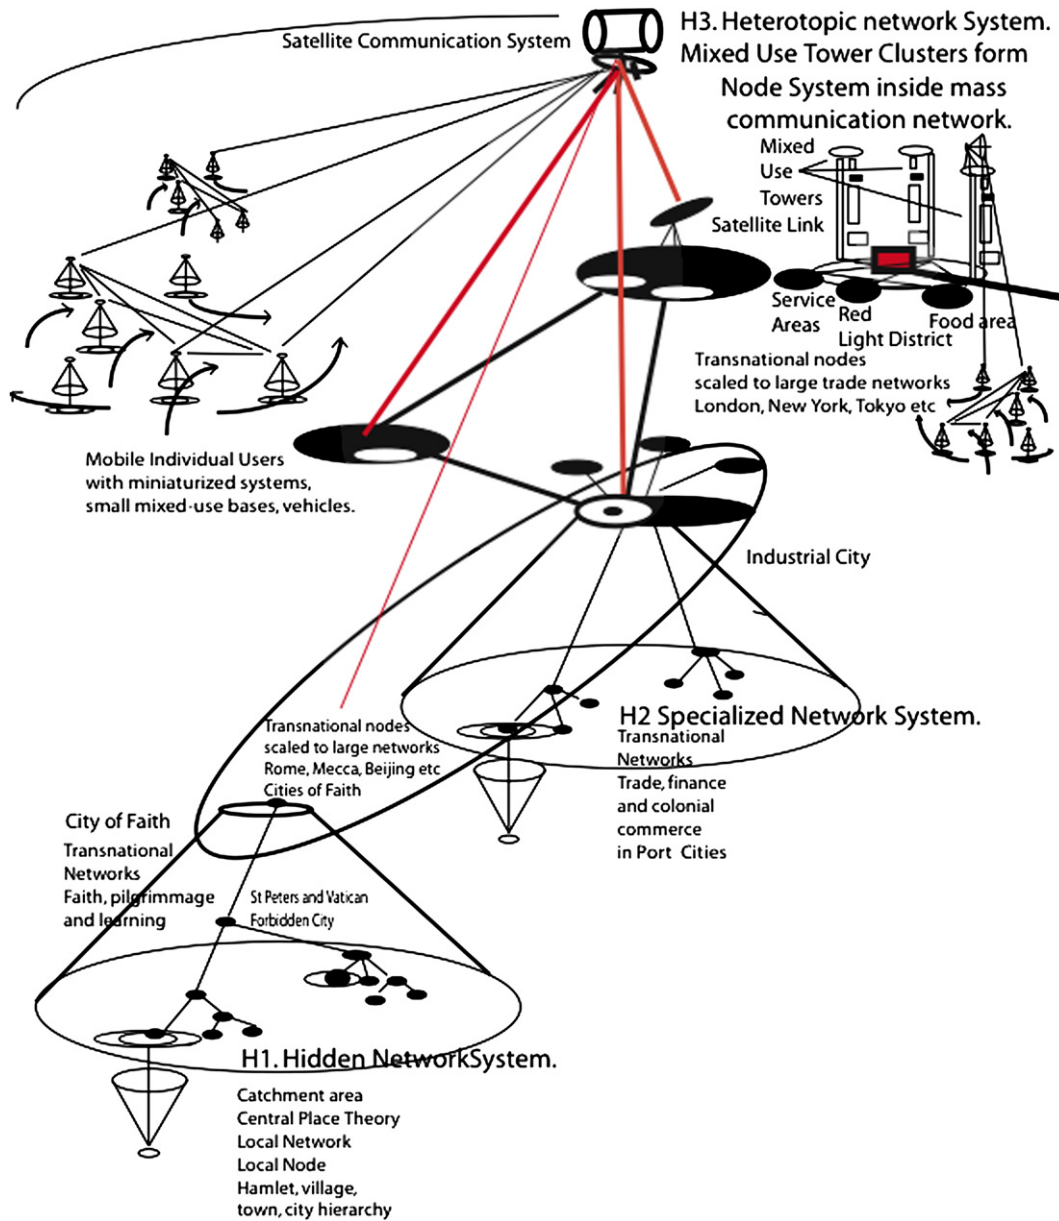 Satellite Communication System
H3. Heterotopic network System.
Mixed Use Tower Clusters form
Node System inside mass
communication network.
Mixed
Use
Towers
Satellite Link
Service
Areas
Red
Light District
Food area
Transnational nodes
scaled to large trade networks
London, New York, Tokyo etc
Mobile Individual Users
with miniaturized systems,
small mixed-use bases, vehicles.
Industrial City
H2 Specialized Network System.
Transnational
Networks
Trade, finance
and colonial
commerce
in Port Cities
Transnational nodes
scaled to large networks
Rome, Mecca, Beijing etc
Cities of Faith
City of Faith
Transnational
Networks
Faith, pilgrimmage
and learning
St Peters and Vatican
Forbidden City
H1. Hidden NetworkSystem.
Catchment area
Central Place Theory
Local Network
Local Node
Hamlet, village,
town, city hierarchy